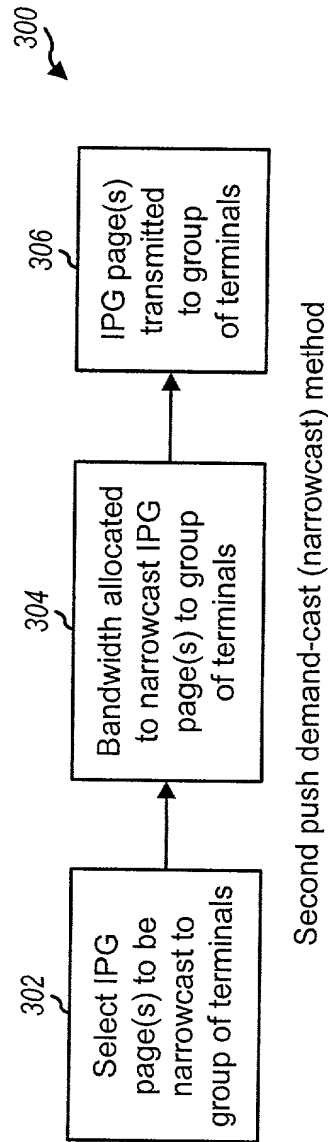 300
302
Select IPG
page(s) to be
narrowcast to
group of terminals
304
Bandwidth allocated
to narrowcast IPG
page(s) to group
of terminals
306
IPG page(s)
transmitted
to group
of terminals
Second push demand-cast (narrowcast) method